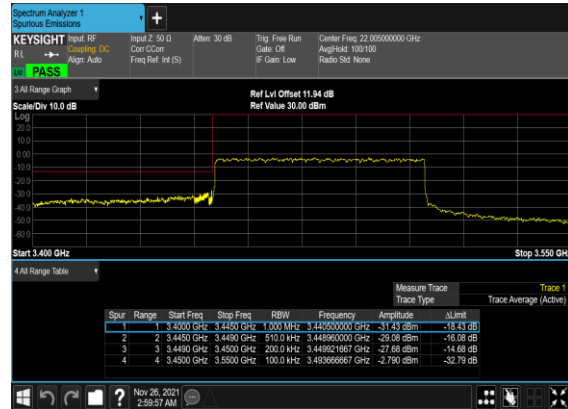 Spectrum Analyzer 1
Spurious Emissions
+
KEYSIGHT Input: RF Input Z: 50 Ω Atten: 30 dB Trig: Free Run Center Freq: 22.005000000 GHz
RL Coupling: DC Corr CCorr Gate: Off Avg|Hold: 100/100
Align: Auto Freq Ref: Int (S) IF Gain: Low Radio Std: None
LW PASS
3 All Range Graph
Ref Lvl Offset 11.94 dB
Scale/Div 10.0 dB Ref Value 30.00 dBm
Log
20.0
10.0
0.00
-10.0
-20.0
-30.0
-40.0
-50.0
-60.0
Start 3.400 GHz Stop 3.550 GHz
4 All Range Table
Measure Trace Trace 1
Trace Type Trace Average (Active)
Spur Range Start Freq Stop Freq RBW Frequency Amplitude ΔLimit
1 1 3.4000 GHz 3.4450 GHz 1.000 MHz 3.440500000 GHz -31.43 dBm -18.43 dB
2 2 3.4450 GHz 3.4490 GHz 510.0 kHz 3.448960000 GHz -29.08 dBm -16.08 dB
3 3 3.4490 GHz 3.4500 GHz 200.0 kHz 3.449921667 GHz -27.68 dBm -14.68 dB
4 4 3.4500 GHz 3.5500 GHz 100.0 kHz 3.493666667 GHz -2.790 dBm -32.79 dB
? Nov 26, 2021
2:59:57 AM